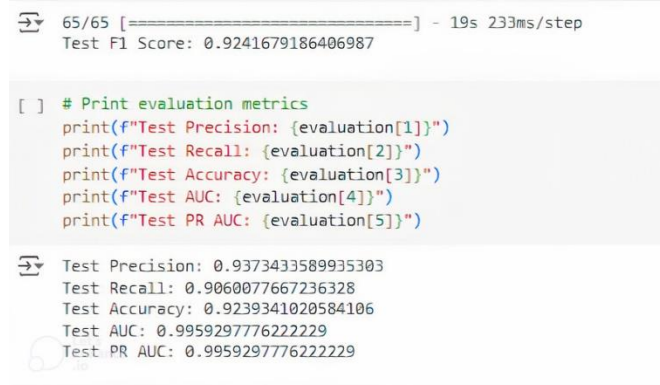 65/65 [==============================] - 19s 233ms/step
Test F1 Score: 0.9241679186406987
[ ] # Print evaluation metrics
print(f"Test Precision: {evaluation[1]}")
print(f"Test Recall: {evaluation[2]}")
print(f"Test Accuracy: {evaluation[3]}")
print(f"Test AUC: {evaluation[4]}")
print(f"Test PR AUC: {evaluation[5]}")
Test Precision: 0.9373433589935303
Test Recall: 0.9060077667236328
Test Accuracy: 0.9239341020584106
Test AUC: 0.9959297776222229
Test PR AUC: 0.9959297776222229
.io